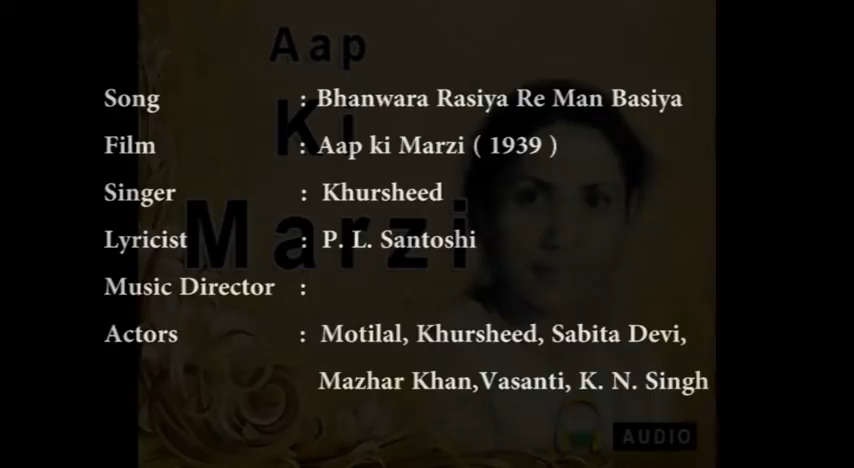 Aap
Ki
Marzi
Song : Bhanwara Rasiya Re Man Basiya
Film : Aap ki Marzi ( 1939 )
Singer : Khursheed
Lyricist : P. L. Santoshi
Music Director :
Actors : Motilal, Khursheed, Sabita Devi,
Mazhar Khan,Vasanti, K. N. Singh
AUDIO